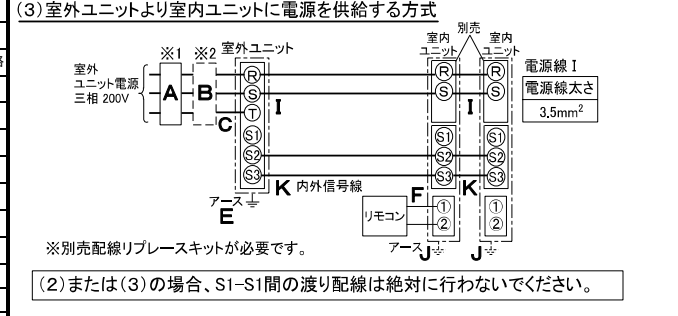 (3)室外ユニットより室内ユニットに電源を供給する方式
※1 ※2 室外ユニット
別売
室内
ユニット
室内
ユニット
室外
ユニット電源
三相 200V
A B C
R
S
T
S1
S2
S3
I
R
S
S1
S2
S3
I
R
S
S1
S2
S3
電源線 I
電源線太さ
3.5mm²
K 内外信号線
K
アース
E
リモコン
F
①
②
①
②
アース
J
J
※別売配線リプレースキットが必要です。
(2)または(3)の場合、S1-S1間の渡り配線は絶対に行わないでください。